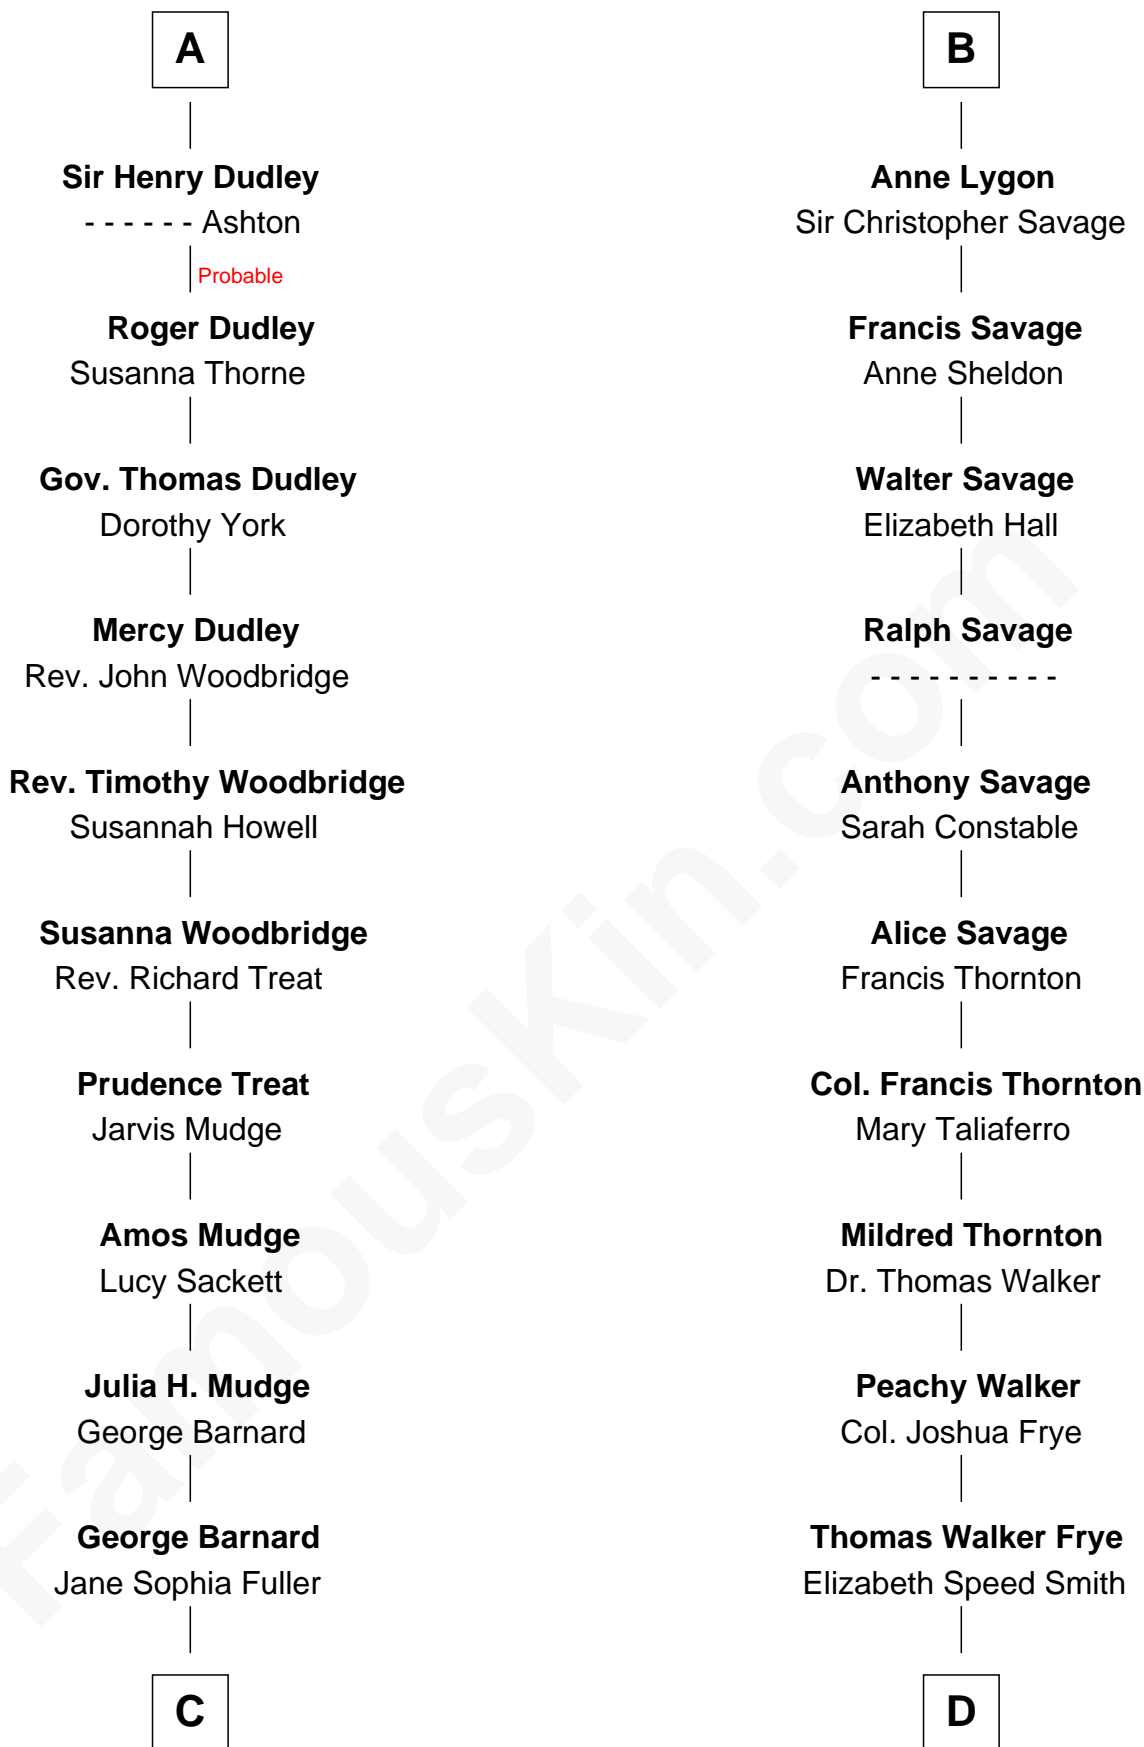 A
Sir Henry Dudley
- - - - - - Ashton
Probable
Roger Dudley
Susanna Thorne
Gov. Thomas Dudley
Dorothy York
Mercy Dudley
Rev. John Woodbridge
Rev. Timothy Woodbridge
Susannah Howell
Susanna Woodbridge
Rev. Richard Treat
Prudence Treat
Jarvis Mudge
Amos Mudge
Lucy Sackett
Julia H. Mudge
George Barnard
George Barnard
Jane Sophia Fuller
C
B
Anne Lygon
Sir Christopher Savage
Francis Savage
Anne Sheldon
Walter Savage
Elizabeth Hall
Ralph Savage
- - - - - - - - - -
Anthony Savage
Sarah Constable
Alice Savage
Francis Thornton
Col. Francis Thornton
Mary Taliaferro
Mildred Thornton
Dr. Thomas Walker
Peachy Walker
Col. Joshua Frye
Thomas Walker Frye
Elizabeth Speed Smith
D
FamousKin.com